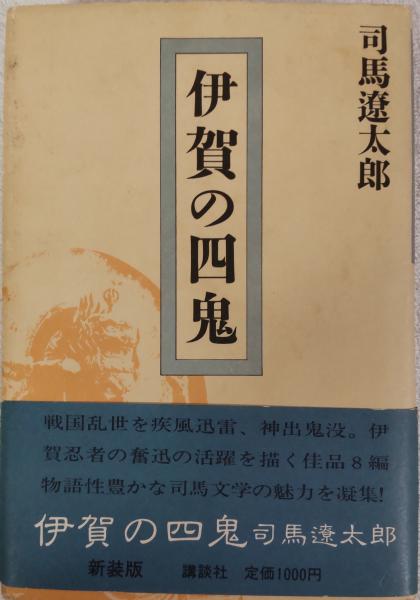 司馬遼太郎
伊賀の四鬼
戦国乱世を疾風迅雷、神出鬼没。伊
賀忍者の奮迅の活躍を描く佳品8編
物語性豊かな司馬文学の魅力を凝集!
伊賀の四鬼 司馬遼太郎
新装版 講談社 定価1000円